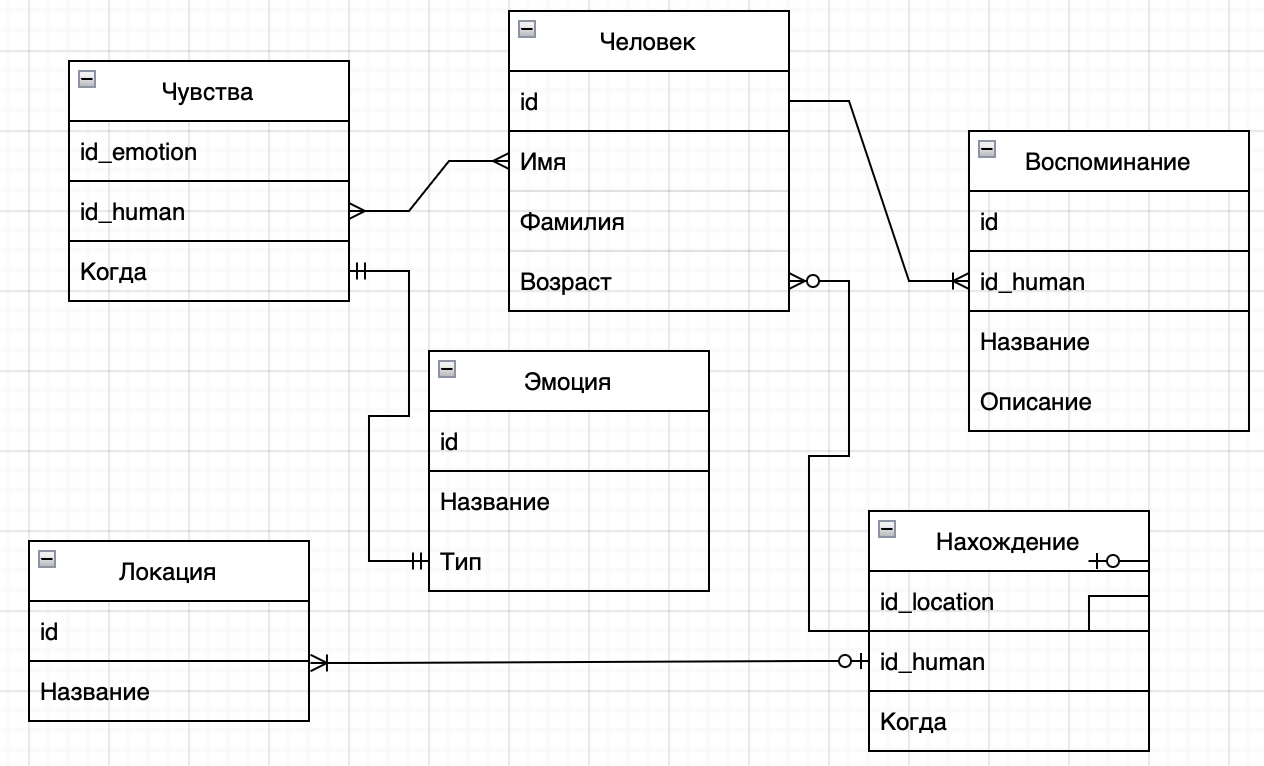 Человек
id
Имя
Фамилия
Возраст
Чувства
id_emotion
id_human
Когда
Воспоминание
id
id_human
Название
Описание
Эмоция
id
Название
Тип
Локация
id
Название
Нахождение
id_location
id_human
Когда